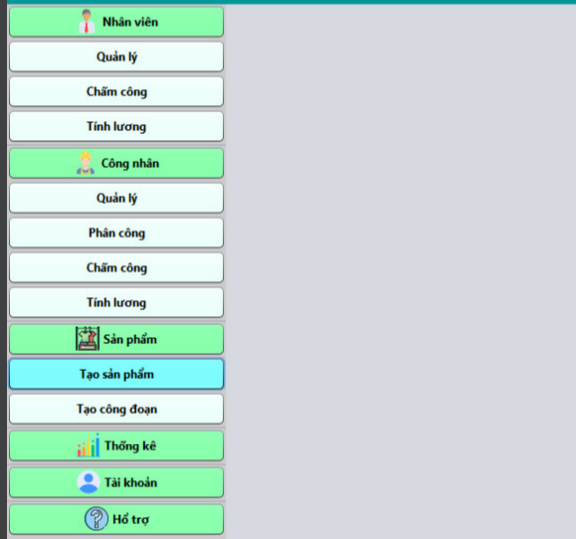 Nhân viên
Quản lý
Chấm công
Tính lương
Công nhân
Quản lý
Phân công
Chấm công
Tính lương
Sản phẩm
Tạo sản phẩm
Tạo công đoạn
Thống kê
Tài khoản
Hổ trợ